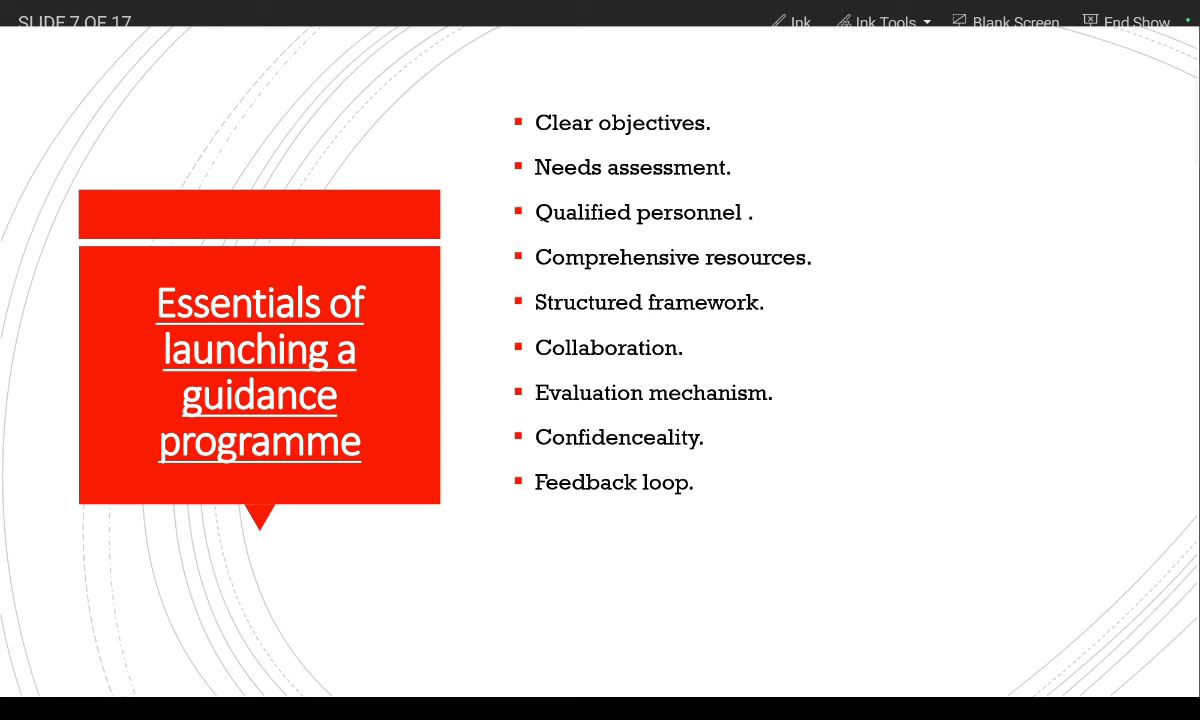 SLIDE 7 OF 17
Ink
Ink Tools
Blank Screen
End Show
Essentials of
launching a
guidance
programme
Clear objectives.
Needs assessment.
Qualified personnel .
Comprehensive resources.
Structured framework.
Collaboration.
Evaluation mechanism.
Confidenceality.
Feedback loop.